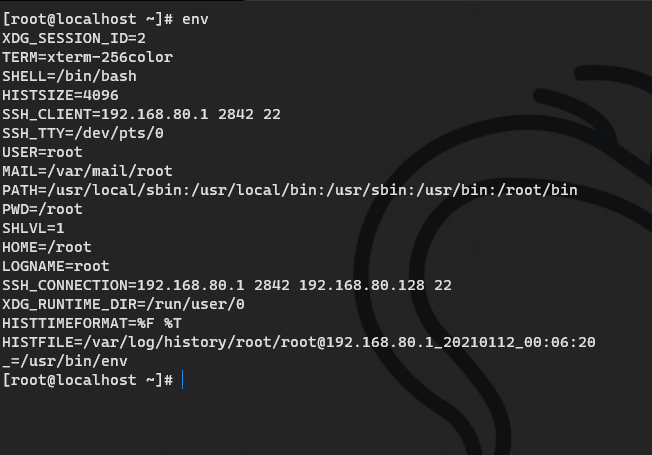 [root@localhost ~]# env
XDG_SESSION_ID=2
TERM=xterm-256color
SHELL=/bin/bash
HISTSIZE=4096
SSH_CLIENT=192.168.80.1 2842 22
SSH_TTY=/dev/pts/0
USER=root
MAIL=/var/mail/root
PATH=/usr/local/sbin:/usr/local/bin:/usr/sbin:/usr/bin:/root/bin
PWD=/root
SHLVL=1
HOME=/root
LOGNAME=root
SSH_CONNECTION=192.168.80.1 2842 192.168.80.128 22
XDG_RUNTIME_DIR=/run/user/0
HISTTIMEFORMAT=%F %T
HISTFILE=/var/log/history/root/root@192.168.80.1_20210112_00:06:20
_=/usr/bin/env
[root@localhost ~]#